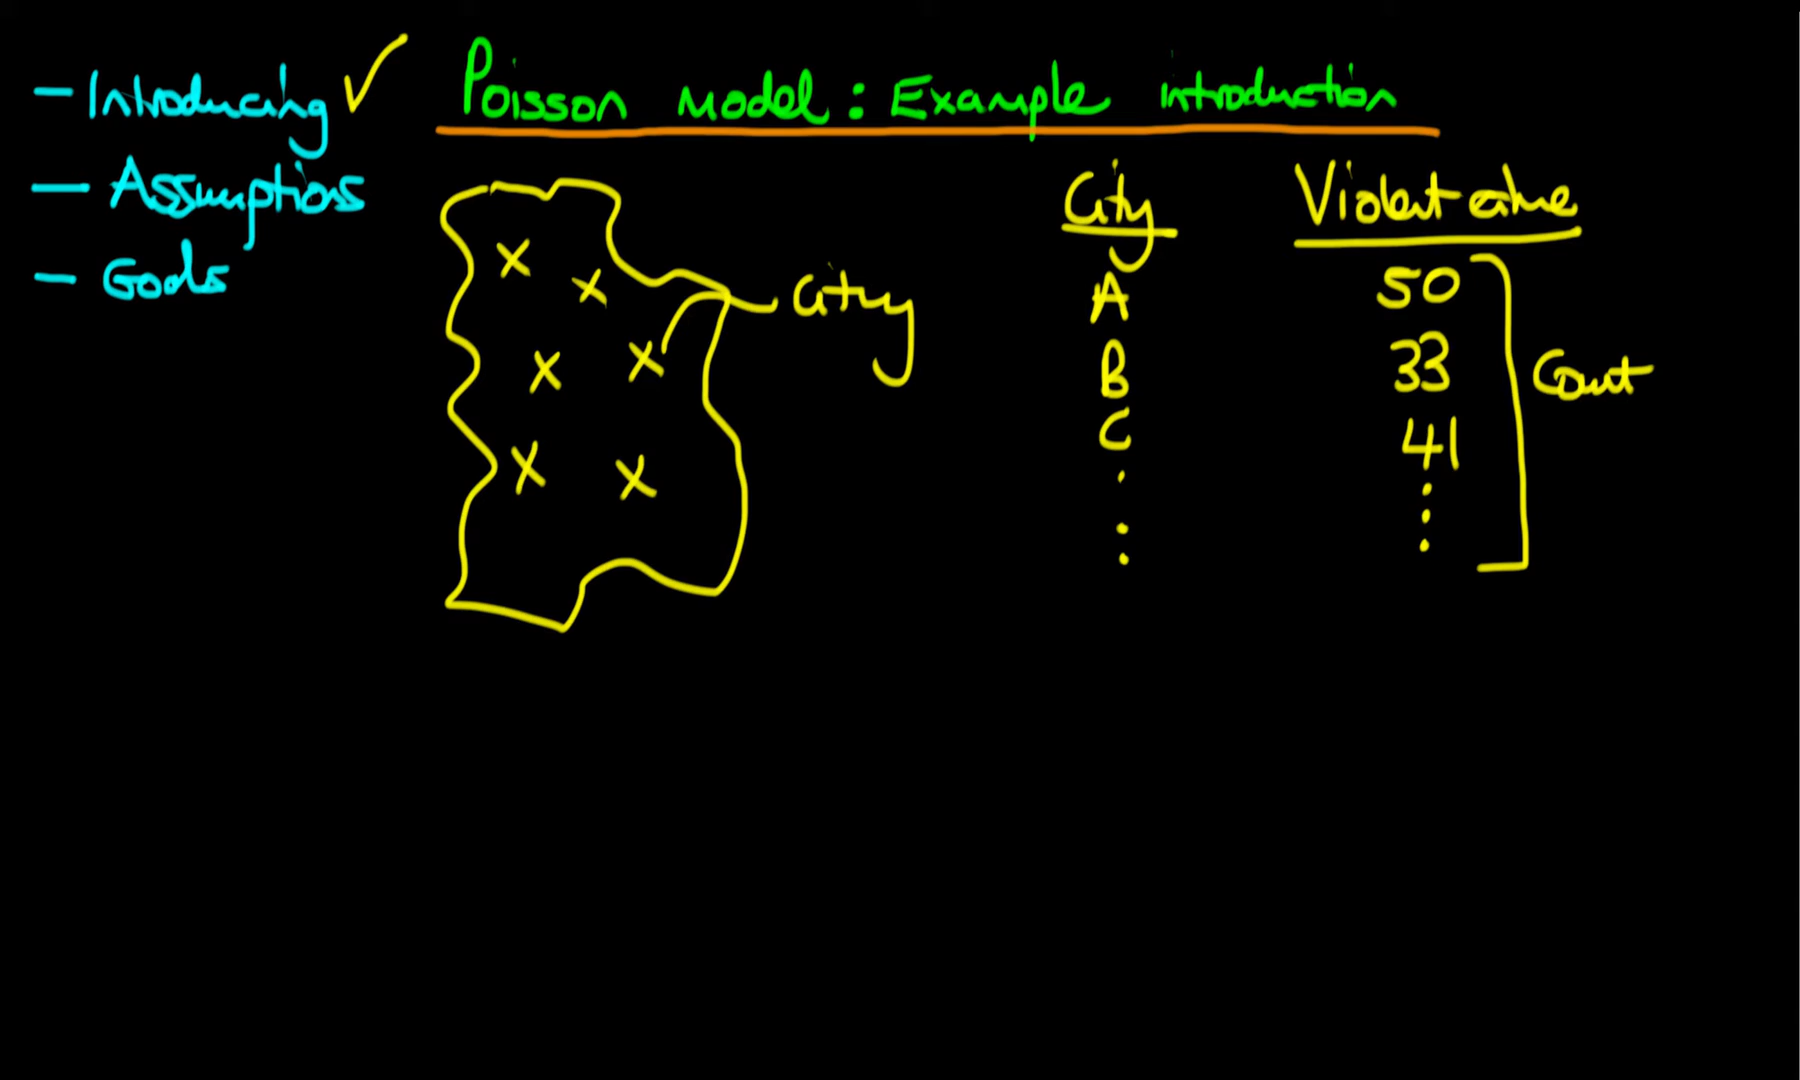 Poisson model : Example introduction
- Introducing ✓
- Assumptions
- Goals
City
City Violent crime
A 50
B 33
C 41
Count